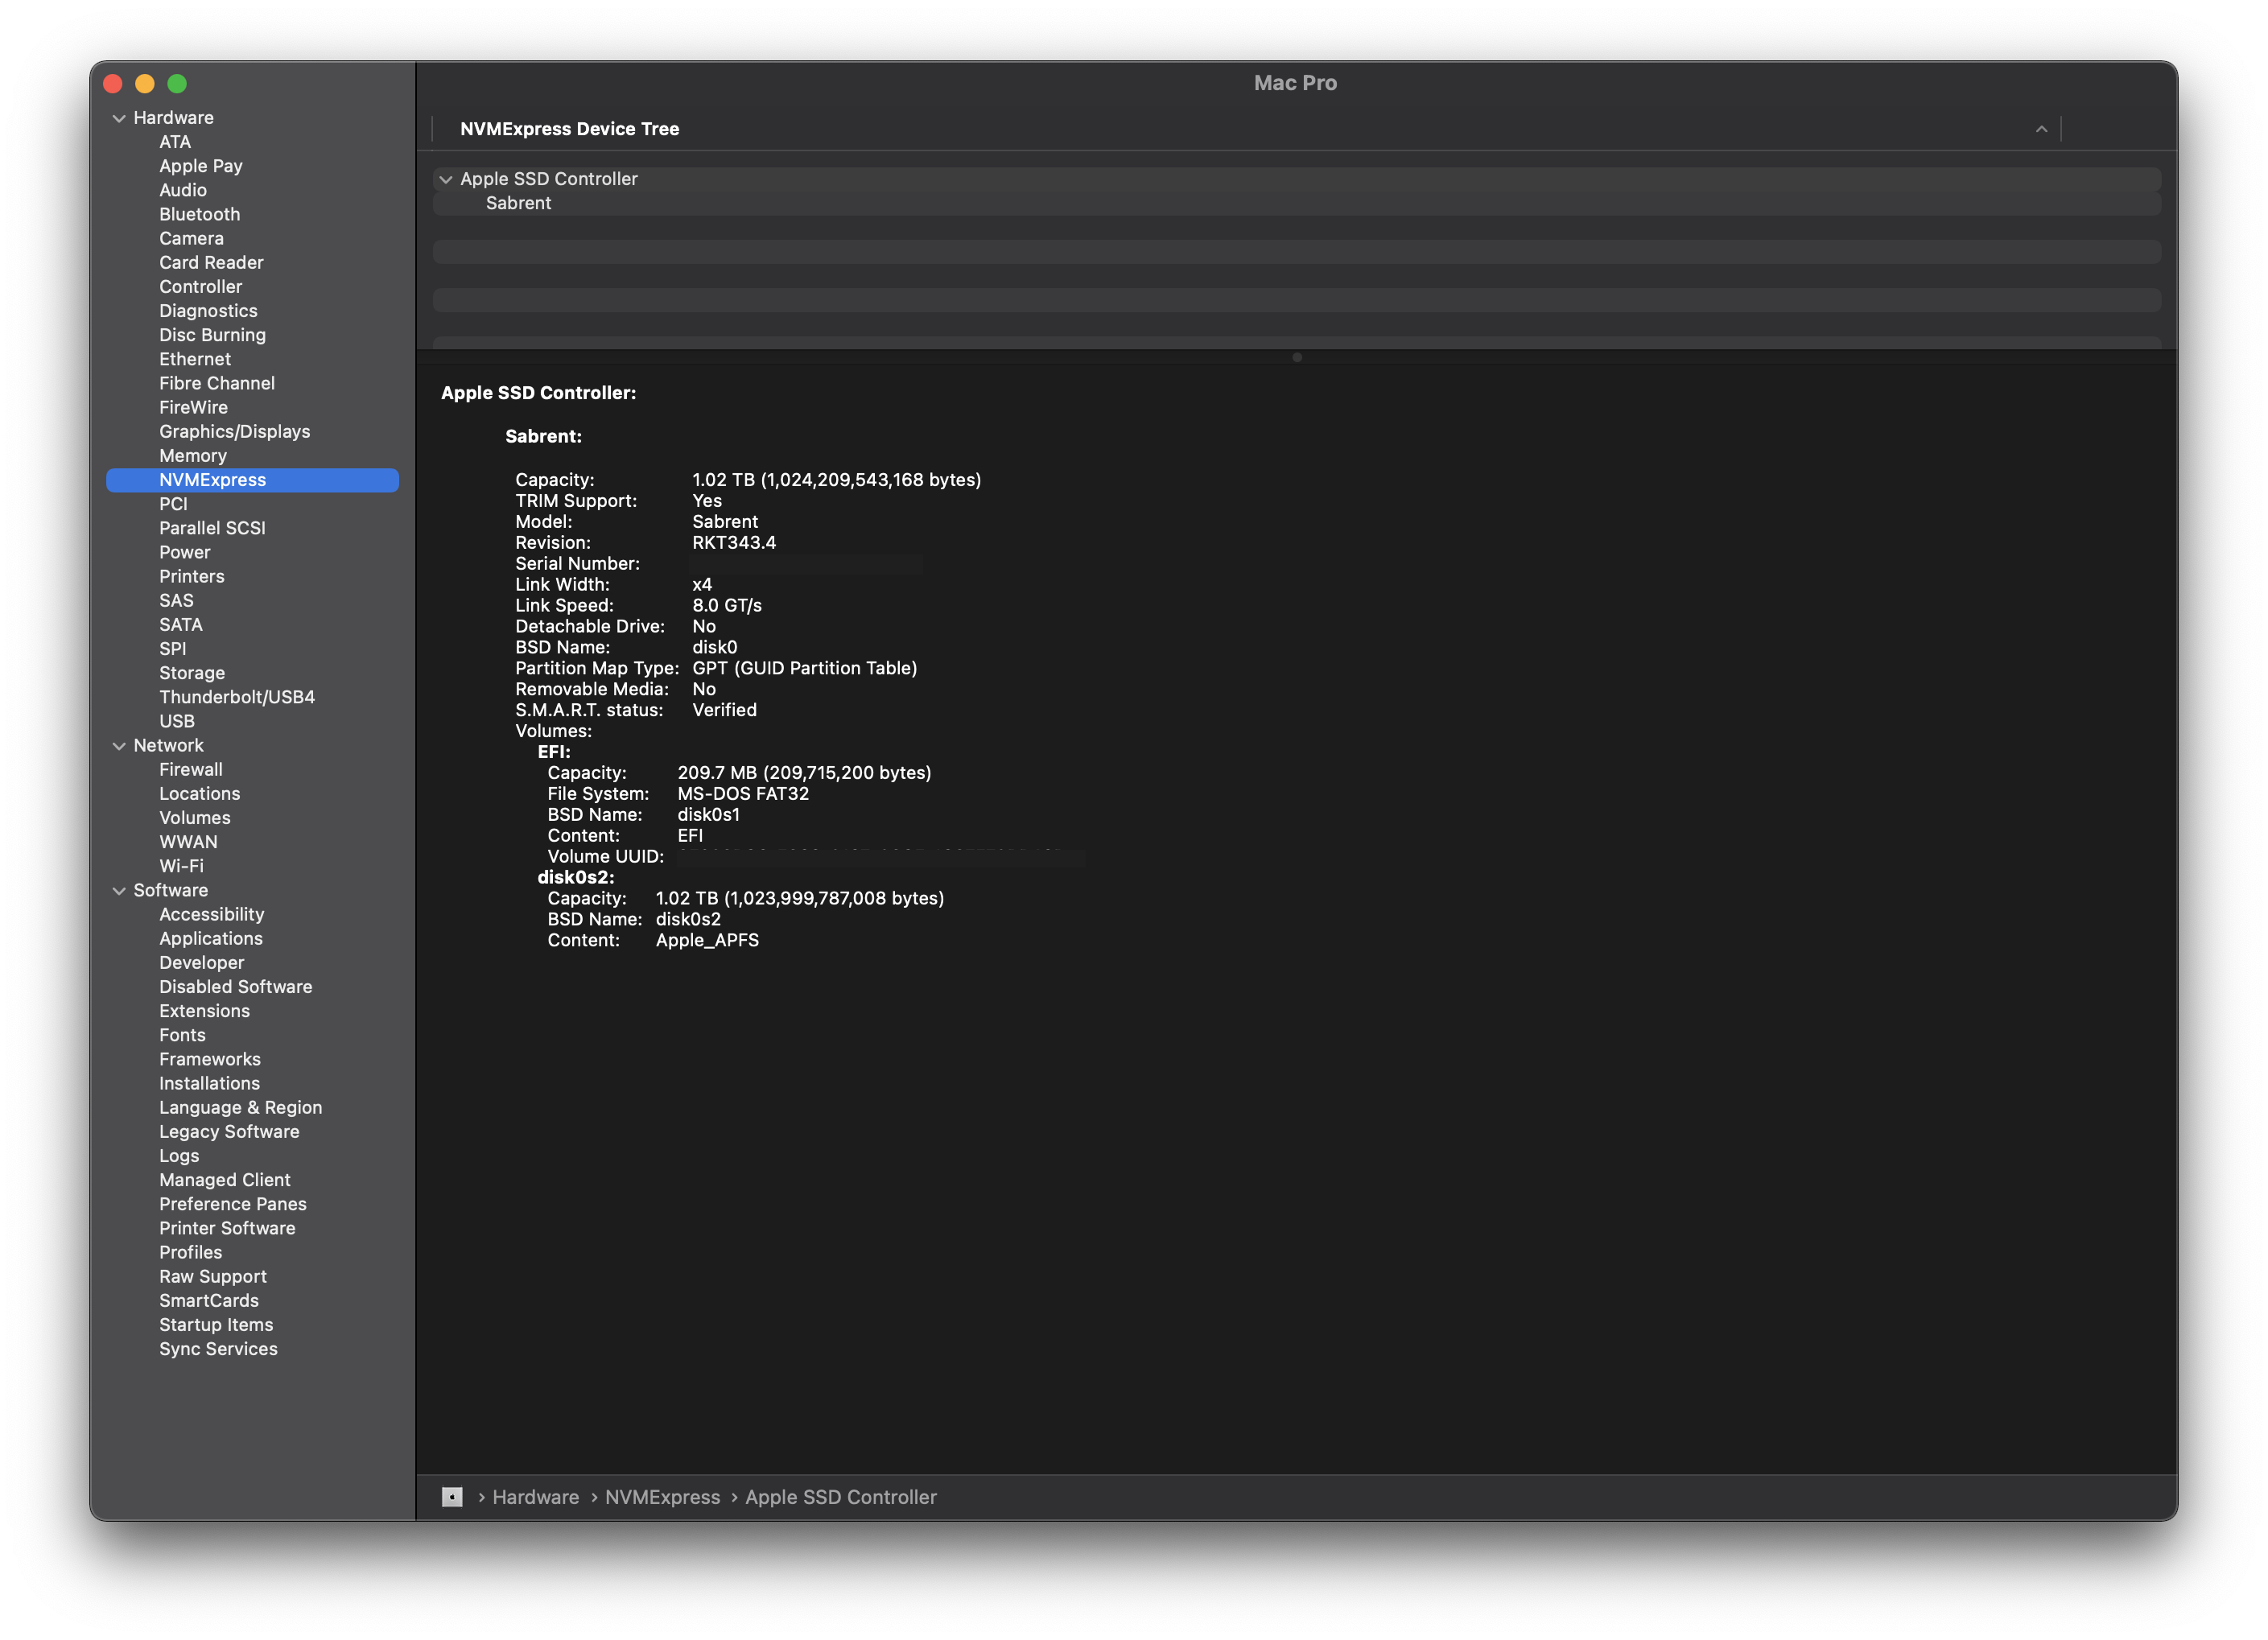 Mac Pro
Hardware
ATA
Apple Pay
Audio
Bluetooth
Camera
Card Reader
Controller
Diagnostics
Disc Burning
Ethernet
Fibre Channel
FireWire
Graphics/Displays
Memory
NVMExpress
PCI
Parallel SCSI
Power
Printers
SAS
SATA
SPI
Storage
Thunderbolt/USB4
USB
Network
Firewall
Locations
Volumes
WWAN
Wi-Fi
Software
Accessibility
Applications
Developer
Disabled Software
Extensions
Fonts
Frameworks
Installations
Language & Region
Legacy Software
Logs
Managed Client
Preference Panes
Printer Software
Profiles
Raw Support
SmartCards
Startup Items
Sync Services
NVMExpress Device Tree
Apple SSD Controller
Sabrent
Apple SSD Controller:
Sabrent:
Capacity: 1.02 TB (1,024,209,543,168 bytes)
TRIM Support: Yes
Model: Sabrent
Revision: RKT343.4
Serial Number:
Link Width: x4
Link Speed: 8.0 GT/s
Detachable Drive: No
BSD Name: disk0
Partition Map Type: GPT (GUID Partition Table)
Removable Media: No
S.M.A.R.T. status: Verified
Volumes:
EFI:
Capacity: 209.7 MB (209,715,200 bytes)
File System: MS-DOS FAT32
BSD Name: disk0s1
Content: EFI
Volume UUID:
disk0s2:
Capacity: 1.02 TB (1,023,999,787,008 bytes)
BSD Name: disk0s2
Content: Apple_APFS
› Hardware › NVMExpress › Apple SSD Controller